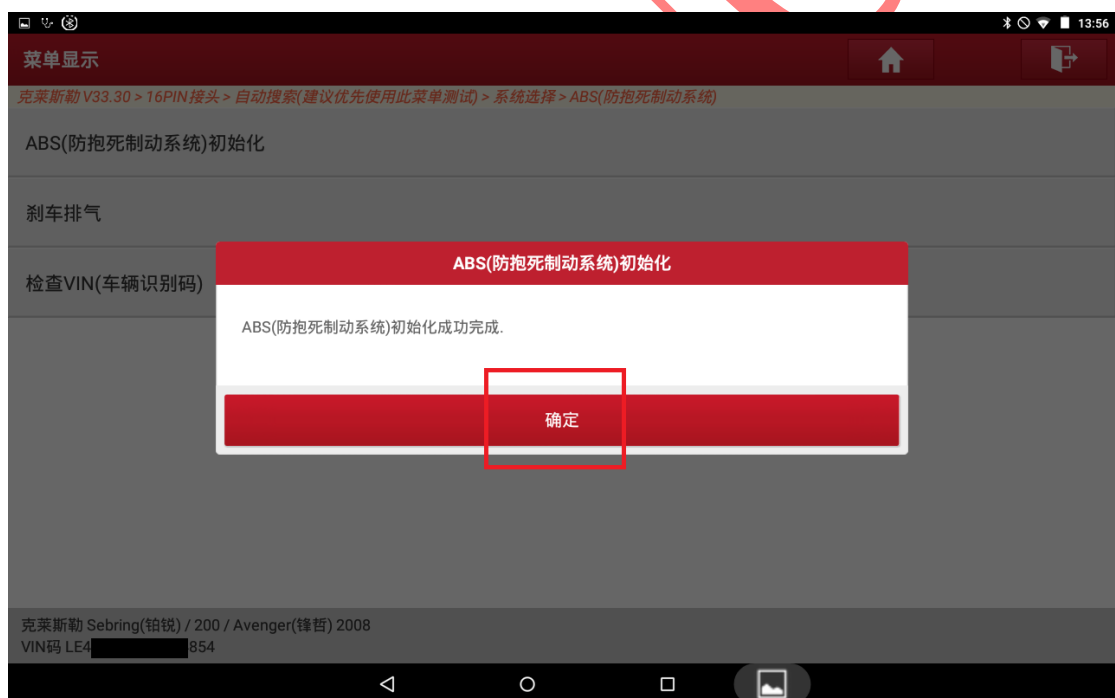 13:56
菜单显示
克莱斯勒 V33.30 > 16PIN接头 > 自动搜索(建议优先使用此菜单测试) > 系统选择 > ABS(防抱死制动系统)
ABS(防抱死制动系统)初始化
刹车排气
检查VIN(车辆识别码)
ABS(防抱死制动系统)初始化
ABS(防抱死制动系统)初始化成功完成.
确定
克莱斯勒 Sebring(铂锐) / 200 / Avenger(锋哲) 2008
VIN码 LE4 854